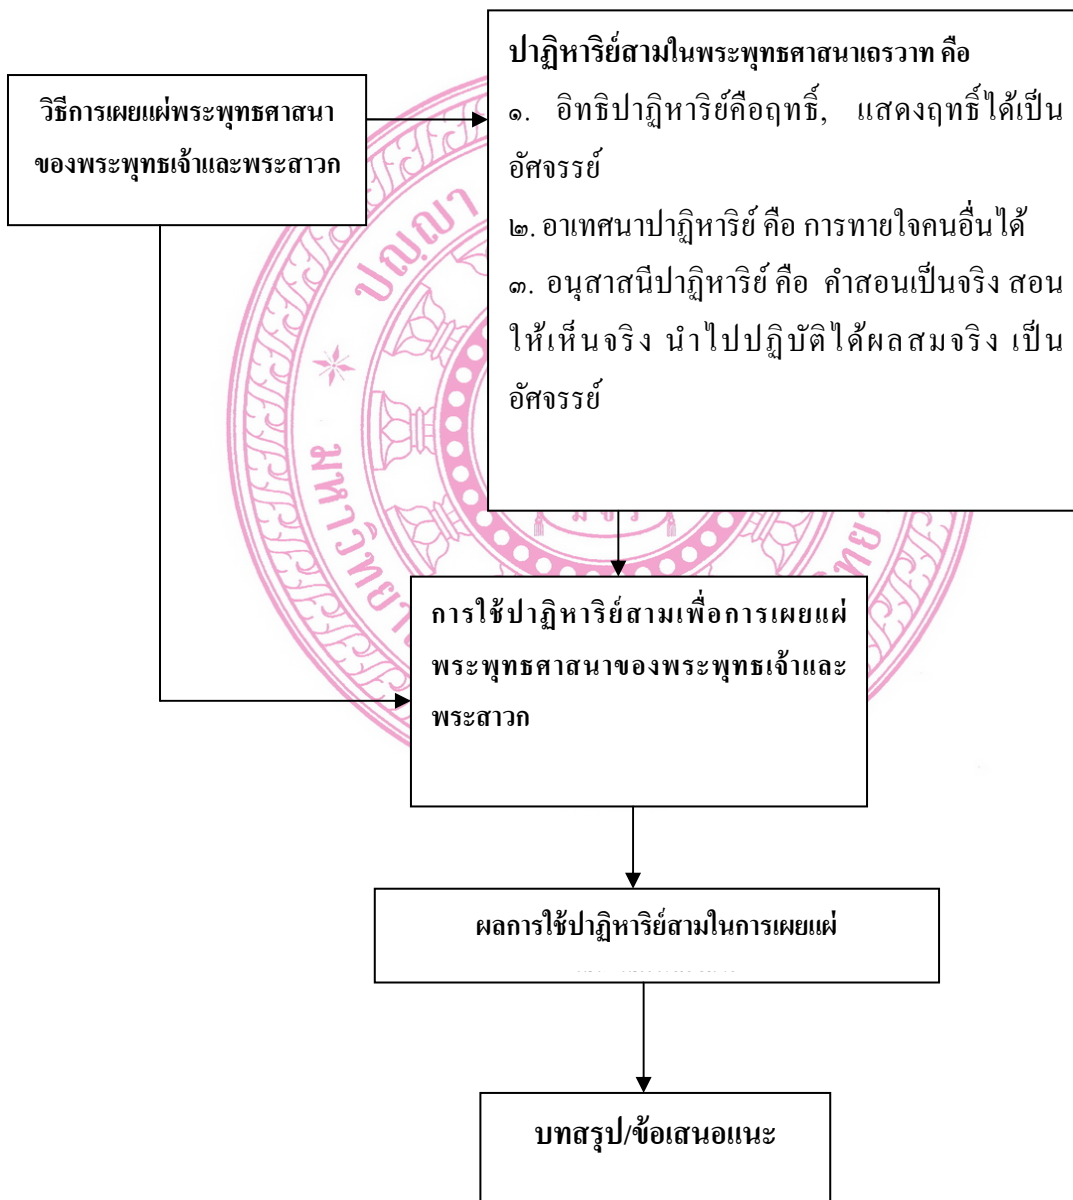 ปาฏิหาริย์สามในพระพุทธศาสนาเถรวาท คือ
๑. อิทธิปาฏิหาริย์คือฤทธิ์, แสดงฤทธิ์ได้เป็น
อัศจรรย์
๒. อาเทศนาปาฏิหาริย์ คือ การทายใจคนอื่นได้
๓. อนุสาสนีปาฏิหาริย์ คือ คำสอนเป็นจริง สอน
ให้เห็นจริง นำไปปฏิบัติได้ผลสมจริง เป็น
อัศจรรย์
วิธีการเผยแผ่พระพุทธศาสนา
ของพระพุทธเจ้าและพระสาวก
ปญฺญา
การใช้ปาฏิหาริย์สามเพื่อการเผยแผ่
พระพุทธศาสนาของพระพุทธเจ้าและ
พระสาวก
ผลการใช้ปาฏิหาริย์สามในการเผยแผ่
บทสรุป/ข้อเสนอแนะ